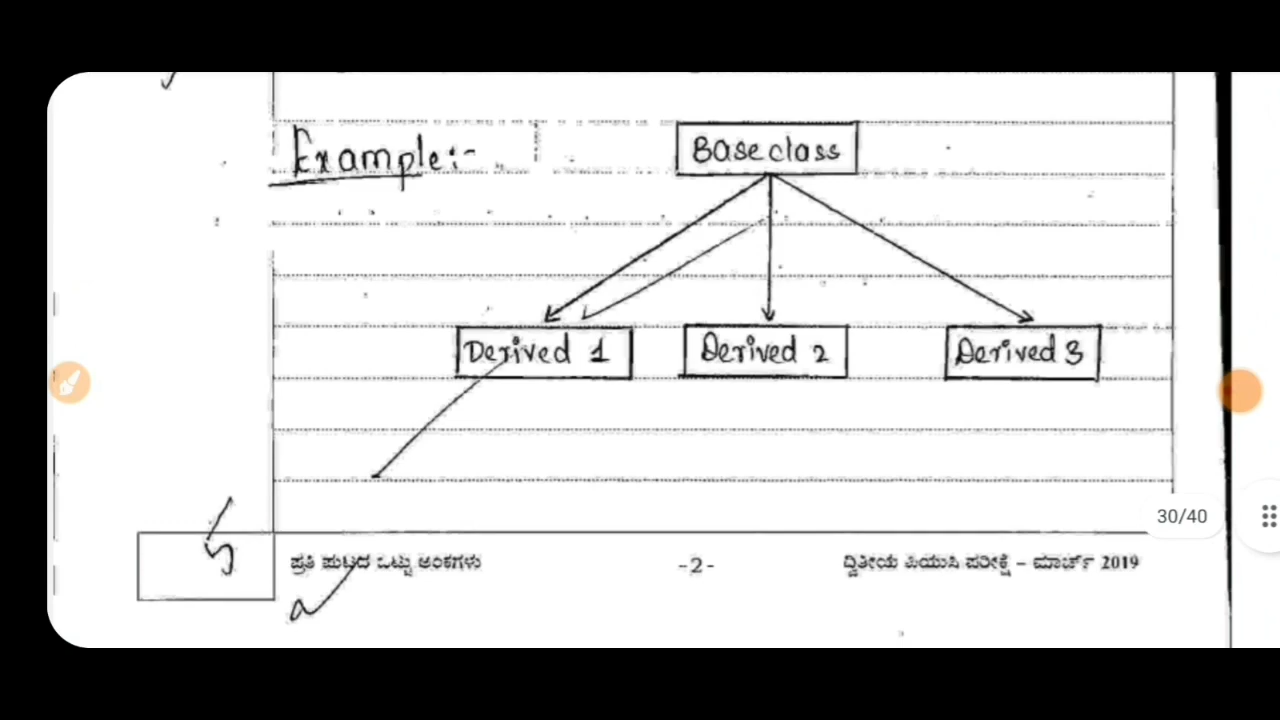 Example:-
Base class
Derived 1 Derived 2 Derived 3
30/40
5
ಪ್ರತಿ ಪುಟದ ಒಟ್ಟು ಅಂಕಗಳು -2- ದ್ವಿತೀಯ ಪಿಯುಸಿ ಪರೀಕ್ಷೆ – ಮಾರ್ಚ್ 2019